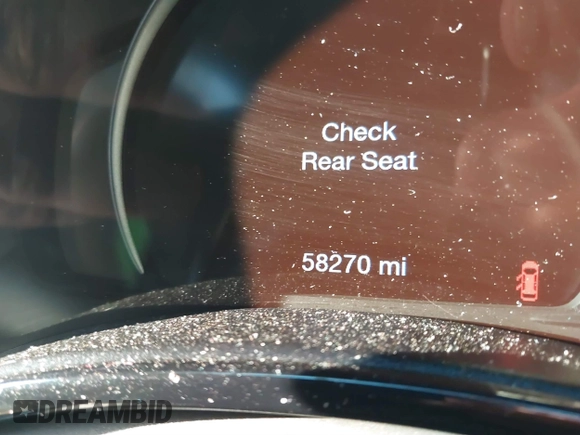 Check
Rear Seat
58270 mi
DREAMBID